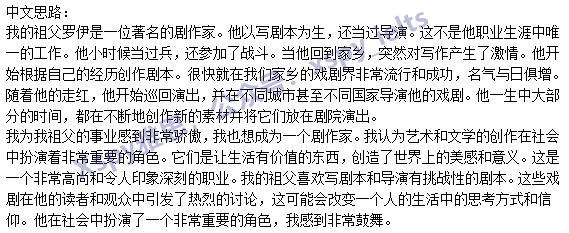 中文思路：
我的祖父罗伊是一位著名的剧作家。他以写剧本为生，还当过导演。这不是他职业生涯中唯
一的工作。他小时候当过兵，还参加了战斗。当他回到家乡，突然对写作产生了激情。他开
始根据自己的经历创作剧本。很快就在我们家乡的戏剧界非常流行和成功，名气与日俱增。
随着他的走红，他开始巡回演出，并在不同城市甚至不同国家导演他的戏剧。他一生中大部
分的时间，都在不断地创作新的素材并将它们放在剧院演出。
我为我祖父的事业感到非常骄傲，我也想成为一个剧作家。我认为艺术和文学的创作在社会
中扮演着非常重要的角色。它们是让生活有价值的东西，创造了世界上的美感和意义。这是
一个非常高尚和令人印象深刻的职业。我的祖父喜欢写剧本和导演有挑战性的剧本。这些戏
剧在他的读者和观众中引发了热烈的讨论，这可能会改变一个人的生活中的思考方式和信
仰。他在社会中扮演了一个非常重要的角色，我感到非常鼓舞。